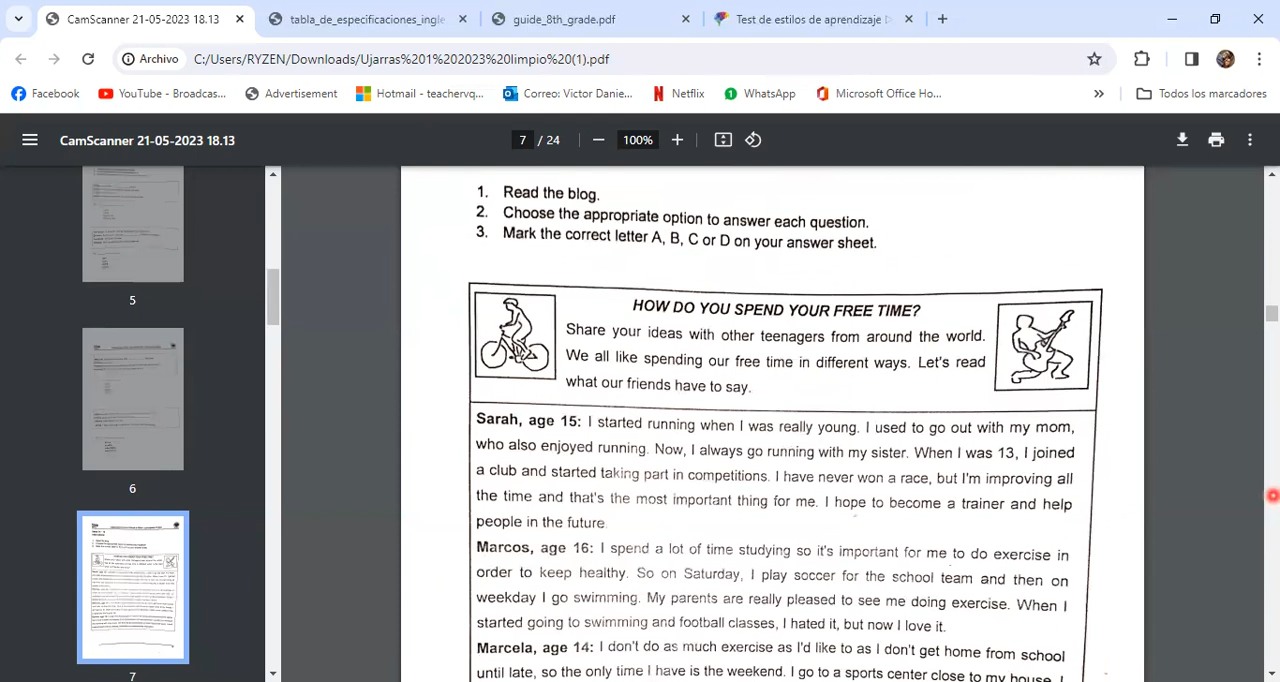 CamScanner 21-05-2023 18.13
tabla_de_especificaciones_ingle
guide_8th_grade.pdf
Test de estilos de aprendizaje
Archivo C:/Users/RYZEN/Downloads/Ujarras%201%202023%20limpio%20(1).pdf
Facebook YouTube - Broadcas... Advertisement Hotmail - teachervq... Correo: Victor Danie... Netflix WhatsApp Microsoft Office Ho... » Todos los marcadores
CamScanner 21-05-2023 18.13 7 / 24 100%
5
6
7
1. Read the blog.
2. Choose the appropriate option to answer each question.
3. Mark the correct letter A, B, C or D on your answer sheet.
HOW DO YOU SPEND YOUR FREE TIME?
Share your ideas with other teenagers from around the world.
We all like spending our free time in different ways. Let's read
what our friends have to say.
Sarah, age 15: I started running when I was really young. I used to go out with my mom,
who also enjoyed running. Now, I always go running with my sister. When I was 13, I joined
a club and started taking part in competitions. I have never won a race, but I'm improving all
the time and that's the most important thing for me. I hope to become a trainer and help
people in the future
Marcos, age 16: I spend a lot of time studying so it's important for me to do exercise in
order to keep healthy. So on Saturday, I play soccer for the school team and then on
weekday I go swimming. My parents are really happy to see me doing exercise. When I
started going to swimming and football classes, I hated it, but now I love it.
Marcela, age 14: I don't do as much exercise as I'd like to as I don't get home from school
until late, so the only time I have is the weekend. I go to a sports center close to my house. I